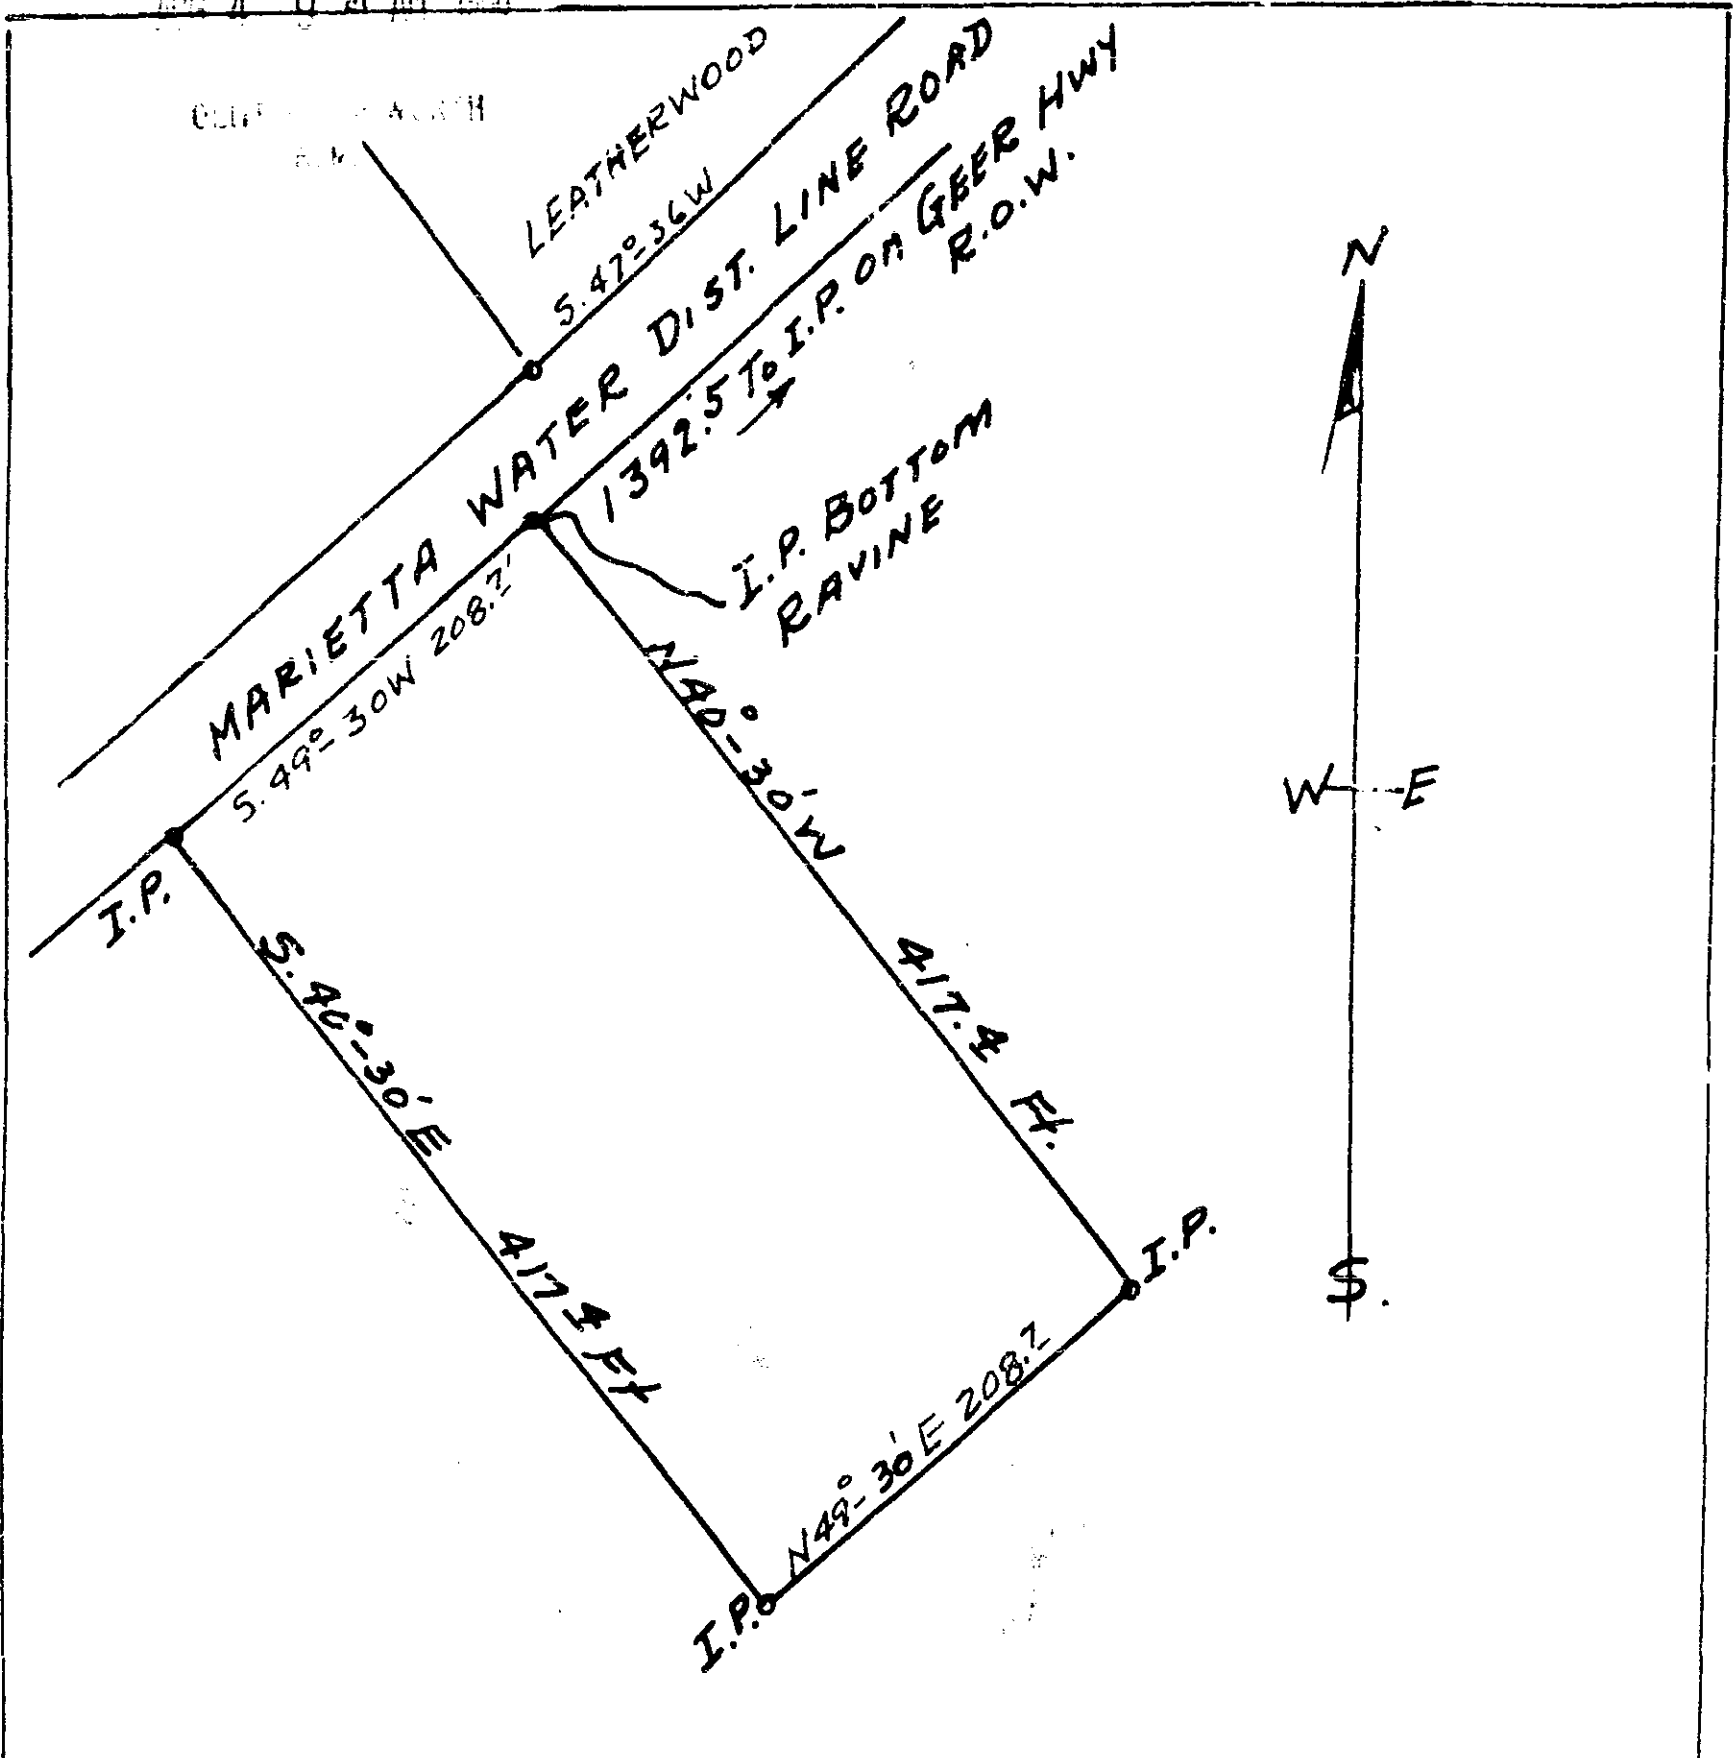 LEATHERWOOD
S. 47°-36W
MARIETTA WATER DIST. LINE ROAD
1392.5 To I.P. ON GEER HWY
R.O.W.
I.P. BOTTOM
RAVINE
S. 49°-30W 208.7'
N 40°-30' W 417.4 Ft.
I.P.
S. 40°-30' E 417.4 Ft
I.P.
N49°-30' E 208.7
I.P.
N
W E
S.